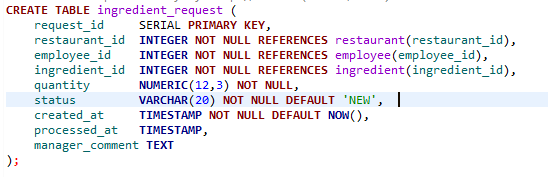 CREATE TABLE ingredient_request (
    request_id      SERIAL PRIMARY KEY,
    restaurant_id   INTEGER NOT NULL REFERENCES restaurant(restaurant_id),
    employee_id     INTEGER NOT NULL REFERENCES employee(employee_id),
    ingredient_id   INTEGER NOT NULL REFERENCES ingredient(ingredient_id),
    quantity        NUMERIC(12,3) NOT NULL,
    status          VARCHAR(20) NOT NULL DEFAULT 'NEW',
    created_at      TIMESTAMP NOT NULL DEFAULT NOW(),
    processed_at    TIMESTAMP,
    manager_comment TEXT
);